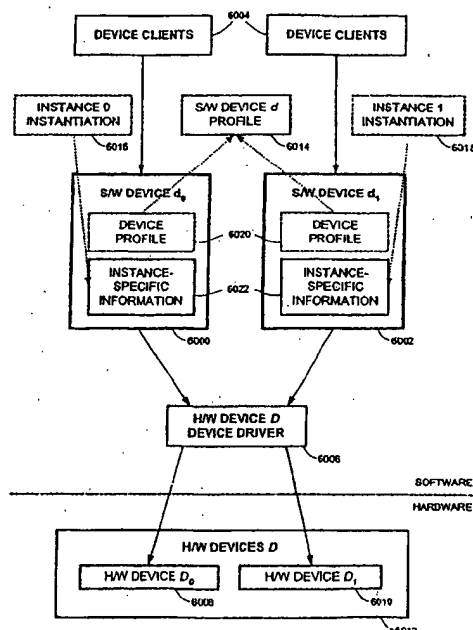 6004
DEVICE CLIENTS
DEVICE CLIENTS
INSTANCE 0
INSTANTIATION
6016
S/W DEVICE d
PROFILE
6014
INSTANCE 1
INSTANTIATION
6018
S/W DEVICE d0
DEVICE
PROFILE
INSTANCE-
SPECIFIC
INFORMATION
6000
6020
6022
S/W DEVICE d1
DEVICE
PROFILE
INSTANCE-
SPECIFIC
INFORMATION
6002
H/W DEVICE D
DEVICE DRIVER
6006
SOFTWARE
HARDWARE
H/W DEVICES D
H/W DEVICE D0
6008
H/W DEVICE D1
6010